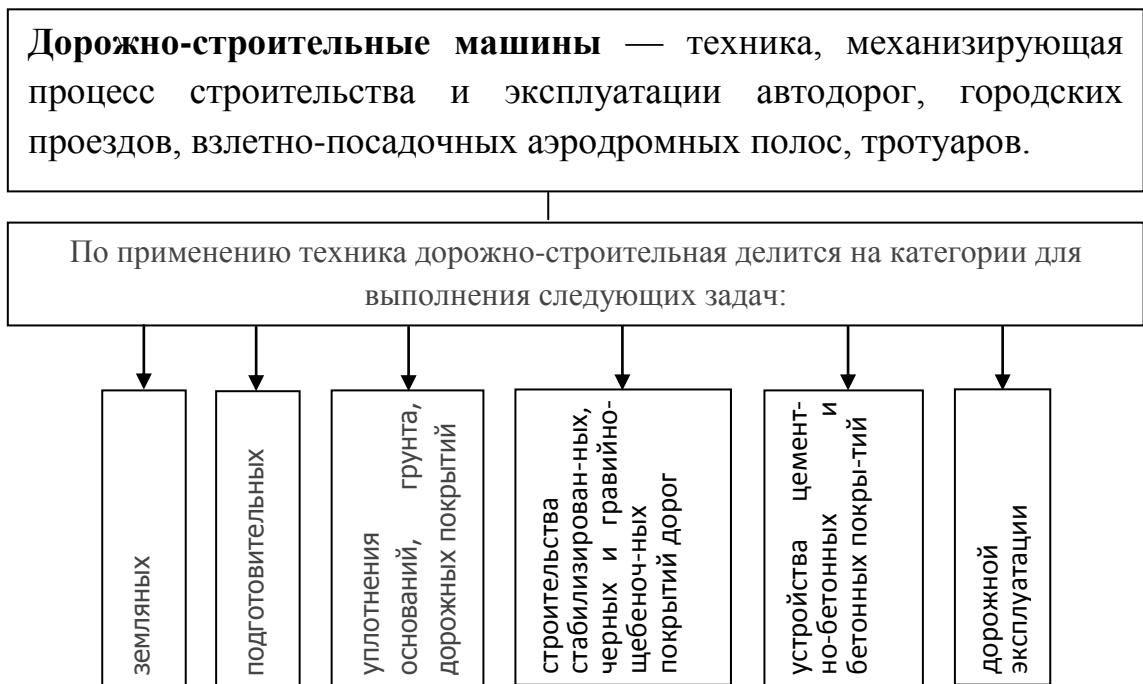 Дорожно-строительные машины — техника, механизирующая
процесс строительства и эксплуатации автодорог, городских
проездов, взлетно-посадочных аэродромных полос, тротуаров.
По применению техника дорожно-строительная делится на категории для
выполнения следующих задач:
земляных
подготовительных
уплотнения
оснований, грунта,
дорожных покрытий
строительства
стабилизирован-ных,
черных и гравийно-
щебеноч-ных
покрытий дорог
устройства цемент-
но-бетонных и
бетонных покры-тий
дорожной
эксплуатации